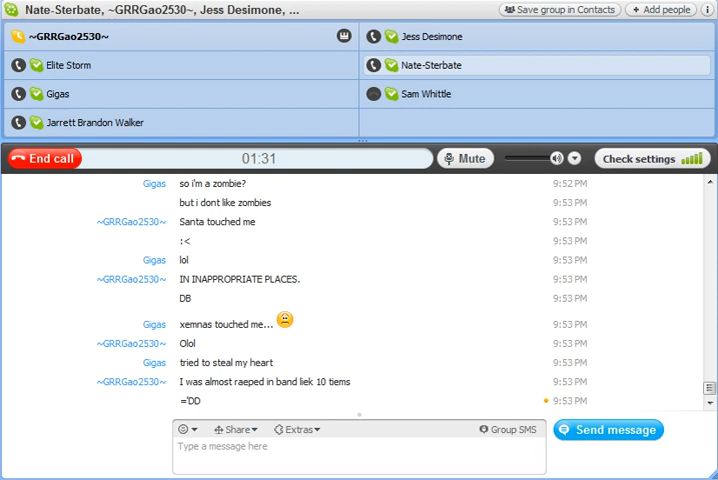 Nate-Sterbate, ~GRRGao2530~, Jess Desimone, ...
Save group in Contacts
+ Add people
~GRRGao2530~
Jess Desimone
Elite Storm
Nate-Sterbate
Gigas
Sam Whittle
Jarrett Brandon Walker
End call
01:31
Mute
Check settings
Gigas so i'm a zombie? 9:52 PM
but i dont like zombies 9:53 PM
~GRRGao2530~ Santa touched me 9:53 PM
:< 9:53 PM
Gigas lol 9:53 PM
~GRRGao2530~ IN INAPPROPRIATE PLACES. 9:53 PM
DB 9:53 PM
Gigas xemnas touched me... 9:53 PM
~GRRGao2530~ Olol 9:53 PM
Gigas tried to steal my heart 9:53 PM
~GRRGao2530~ I was almost raeped in band liek 10 tiems 9:53 PM
='DD 9:53 PM
Share
Extras
Group SMS
Type a message here
Send message